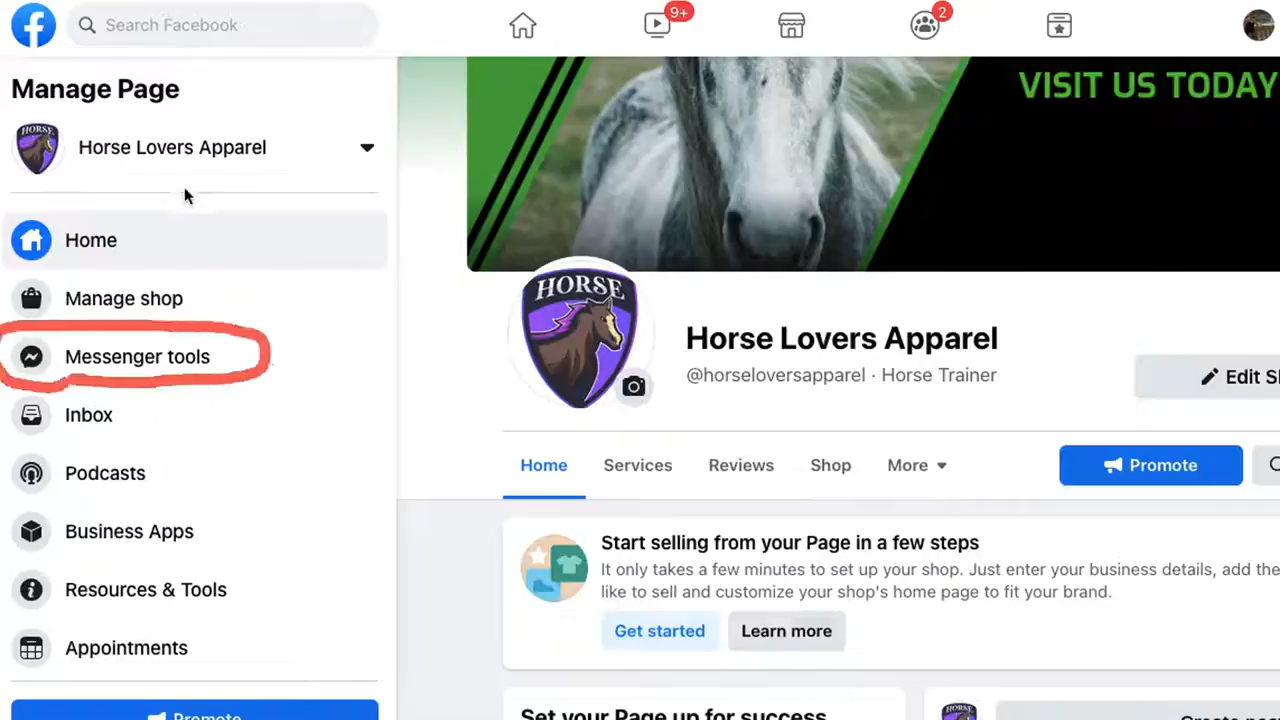 Search Facebook
9+
2
Manage Page
HORSE
Horse Lovers Apparel
Home
Manage shop
Messenger tools
Inbox
Podcasts
Business Apps
Resources & Tools
Appointments
Promote
VISIT US TODAY
HORSE
Horse Lovers Apparel
@horseloversapparel · Horse Trainer
Edit
Home Services Reviews Shop More
Promote
Start selling from your Page in a few steps
It only takes a few minutes to set up your shop. Just enter your business details, add the
like to sell and customize your shop's home page to fit your brand.
Get started Learn more
Set your Page up for success
HORSE
Create